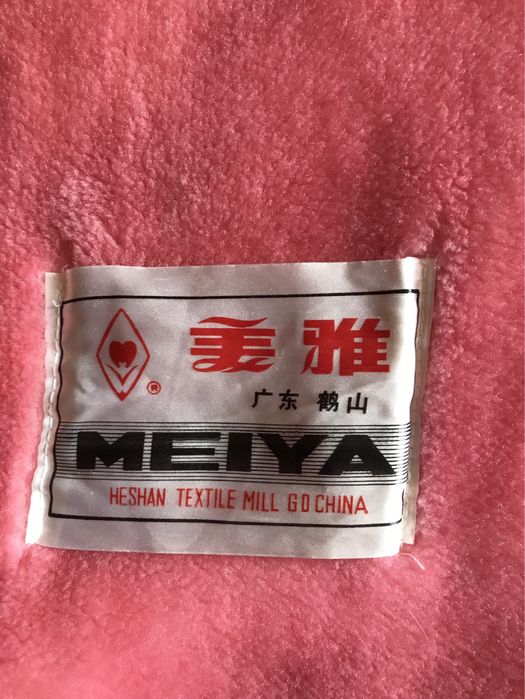 美雅
®
广东 鹤山
MEIYA
HESHAN TEXTILE MILL GD CHINA